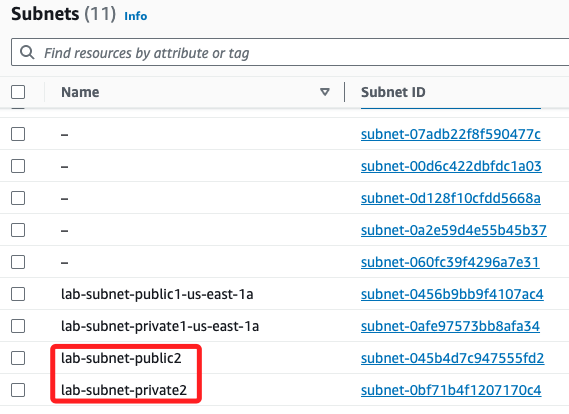 Subnets (11) Info
Find resources by attribute or tag
Name Subnet ID
– subnet-07adb22f8f590477c
– subnet-00d6c422dbfdc1a03
– subnet-0d128f10cfdd5668a
– subnet-0a2e59d4e55b45b37
– subnet-060fc39f4296a7e31
lab-subnet-public1-us-east-1a subnet-0456b9bb9f4107ac4
lab-subnet-private1-us-east-1a subnet-0afe97573bb8afa34
lab-subnet-public2 subnet-045b4d7c947555fd2
lab-subnet-private2 subnet-0bf71b4f1207170c4